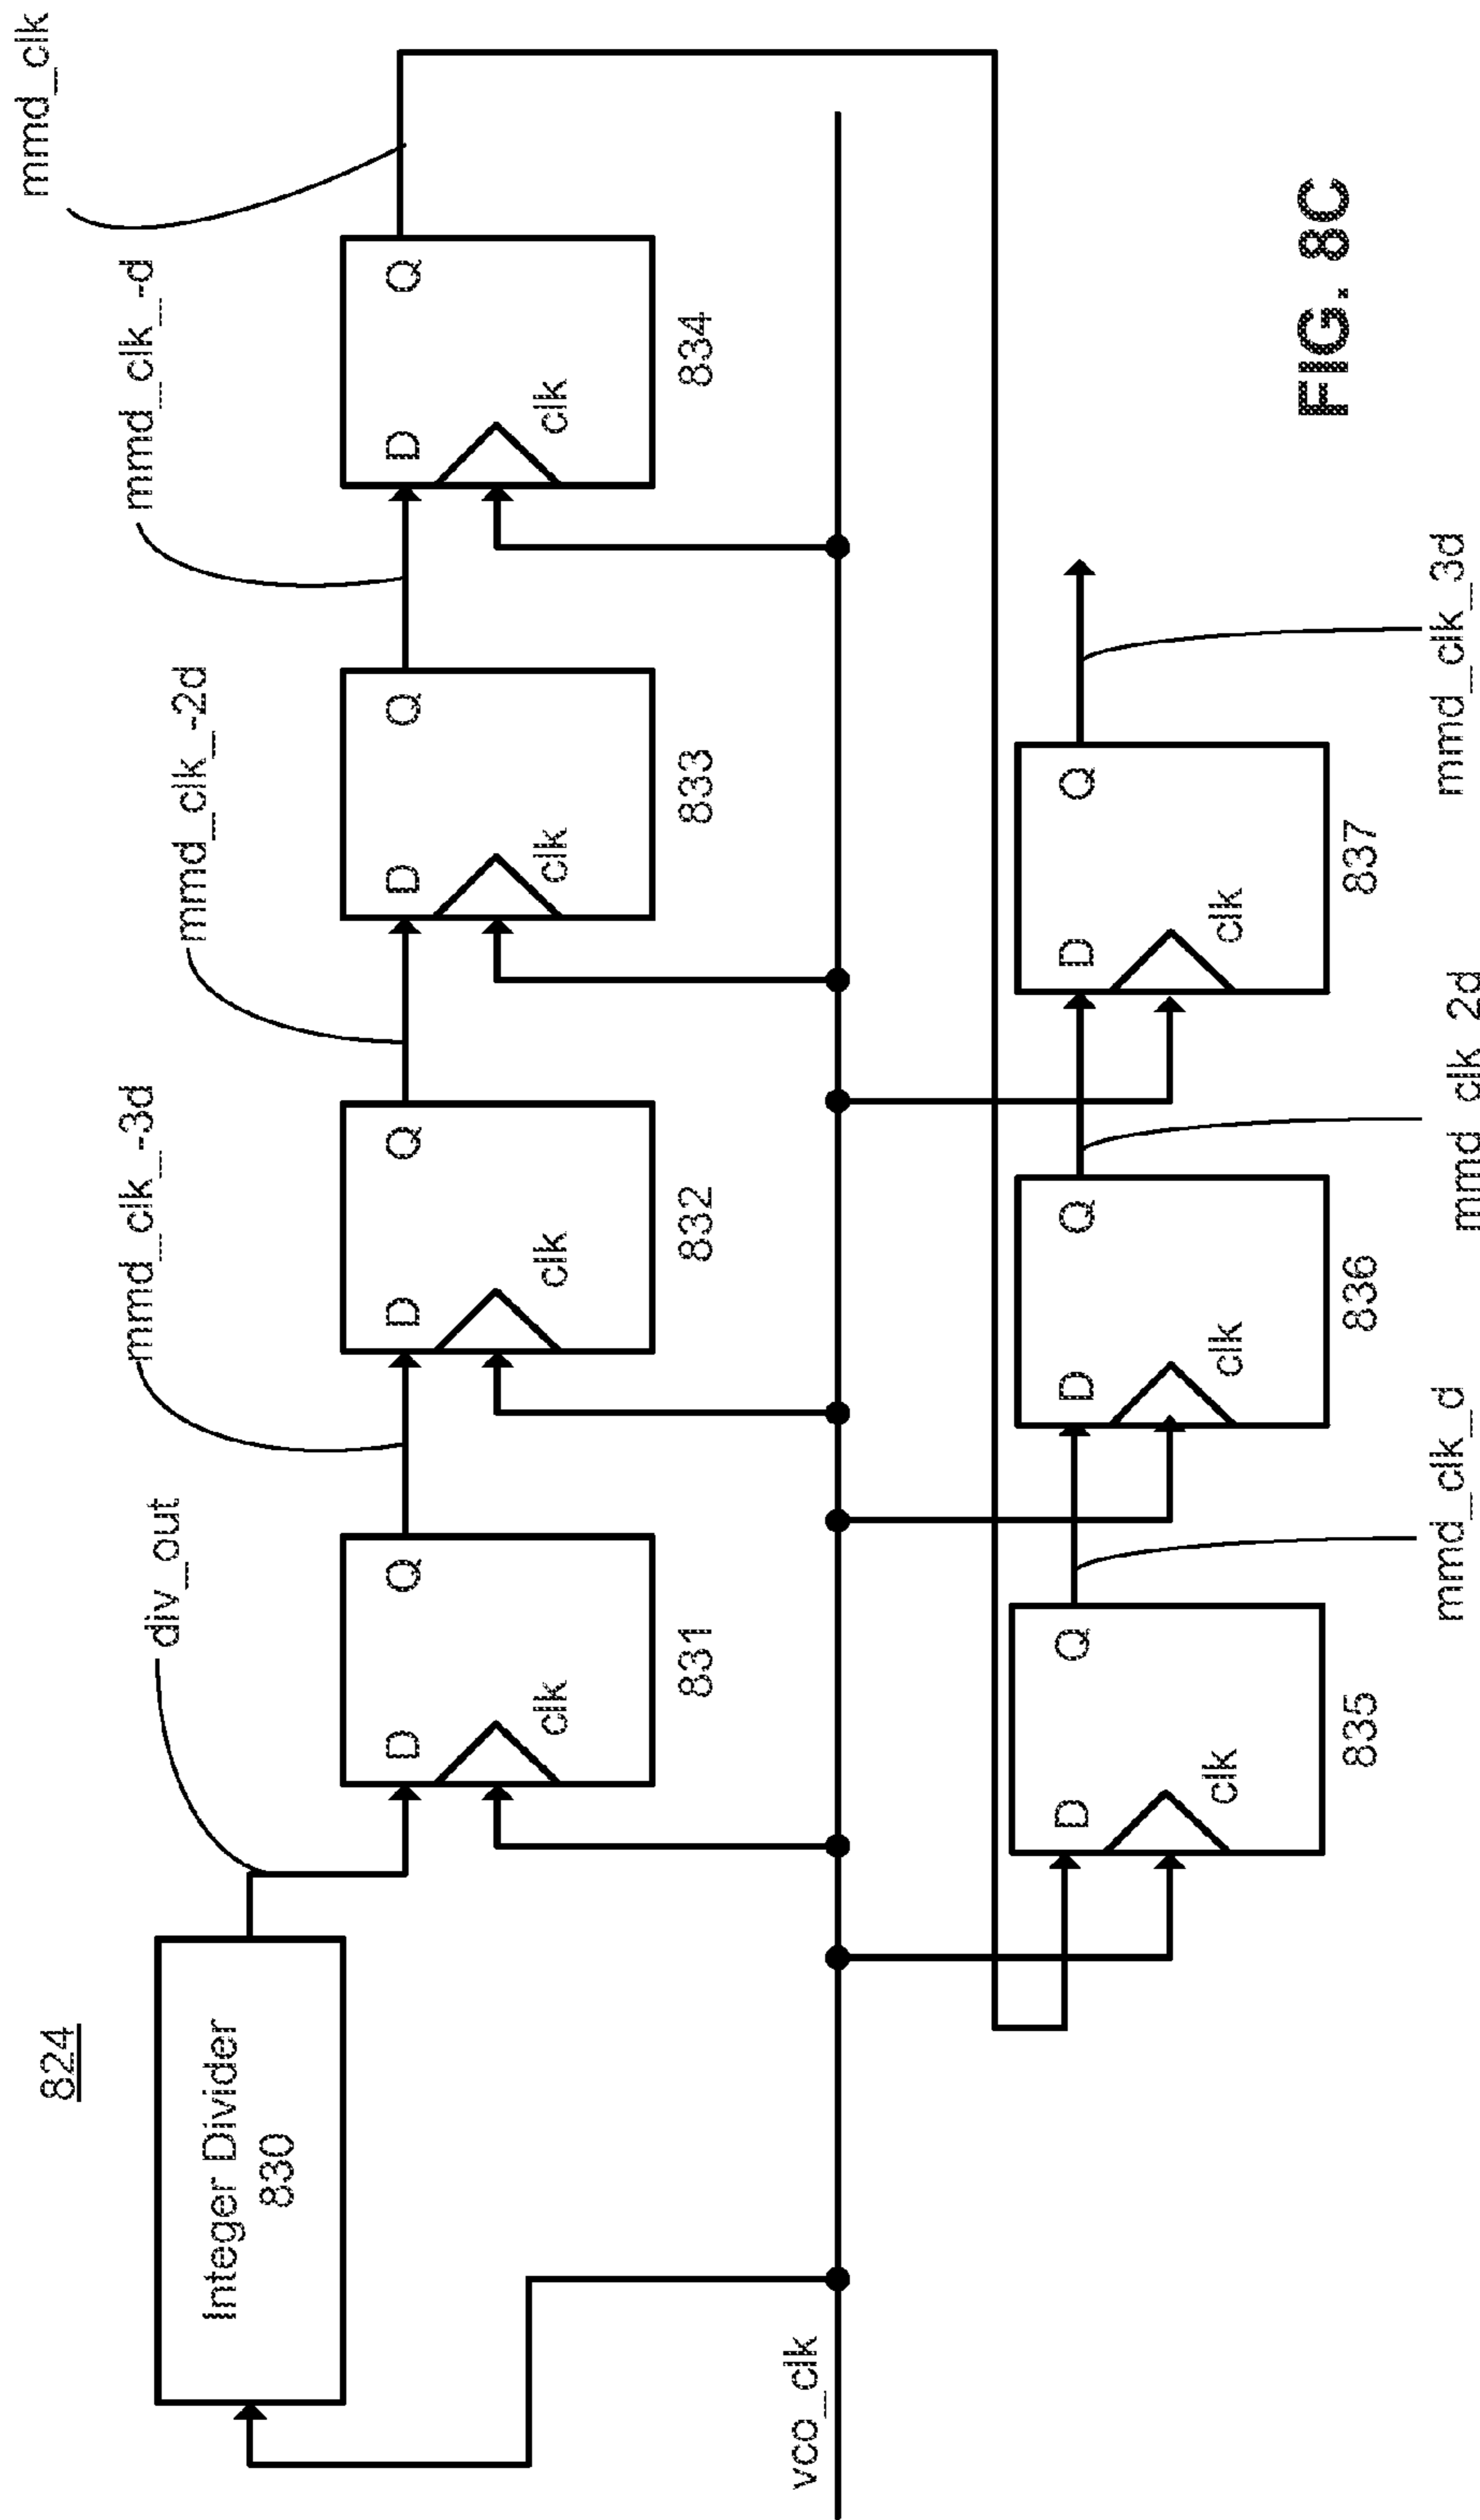 824
Integer Divider
830
div_out
mmd_clk_-3d
mmd_clk_-2d
mmd_clk_-d
mmd_clk
D
Q
clk
831
D
Q
clk
832
D
Q
clk
833
D
Q
clk
834
vco_clk
D
Q
clk
835
D
Q
clk
836
D
Q
clk
837
mmd_clk_d
mmd_clk_2d
mmd_clk_3d
FIG. 8C